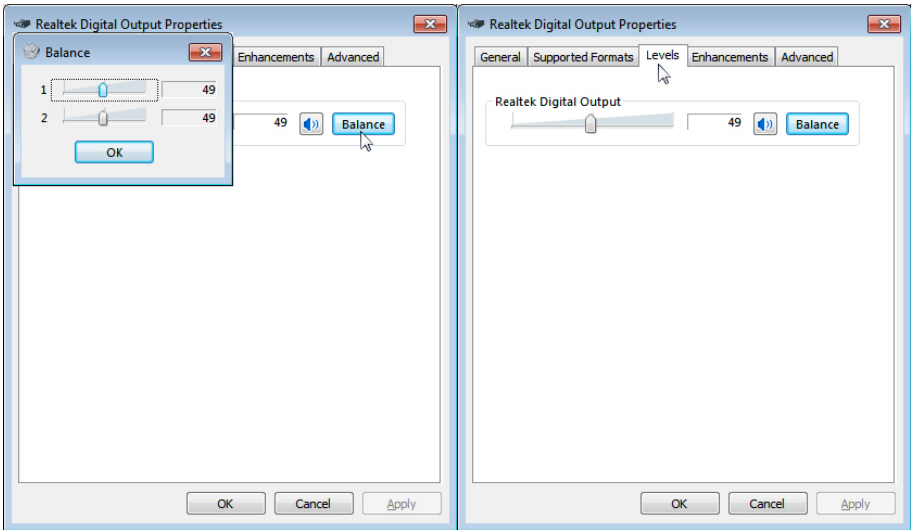 Realtek Digital Output Properties
Balance
Enhancements Advanced
1 49
2 49
OK
49 Balance
OK Cancel Apply
Realtek Digital Output Properties
General Supported Formats Levels Enhancements Advanced
Realtek Digital Output
49 Balance
OK Cancel Apply